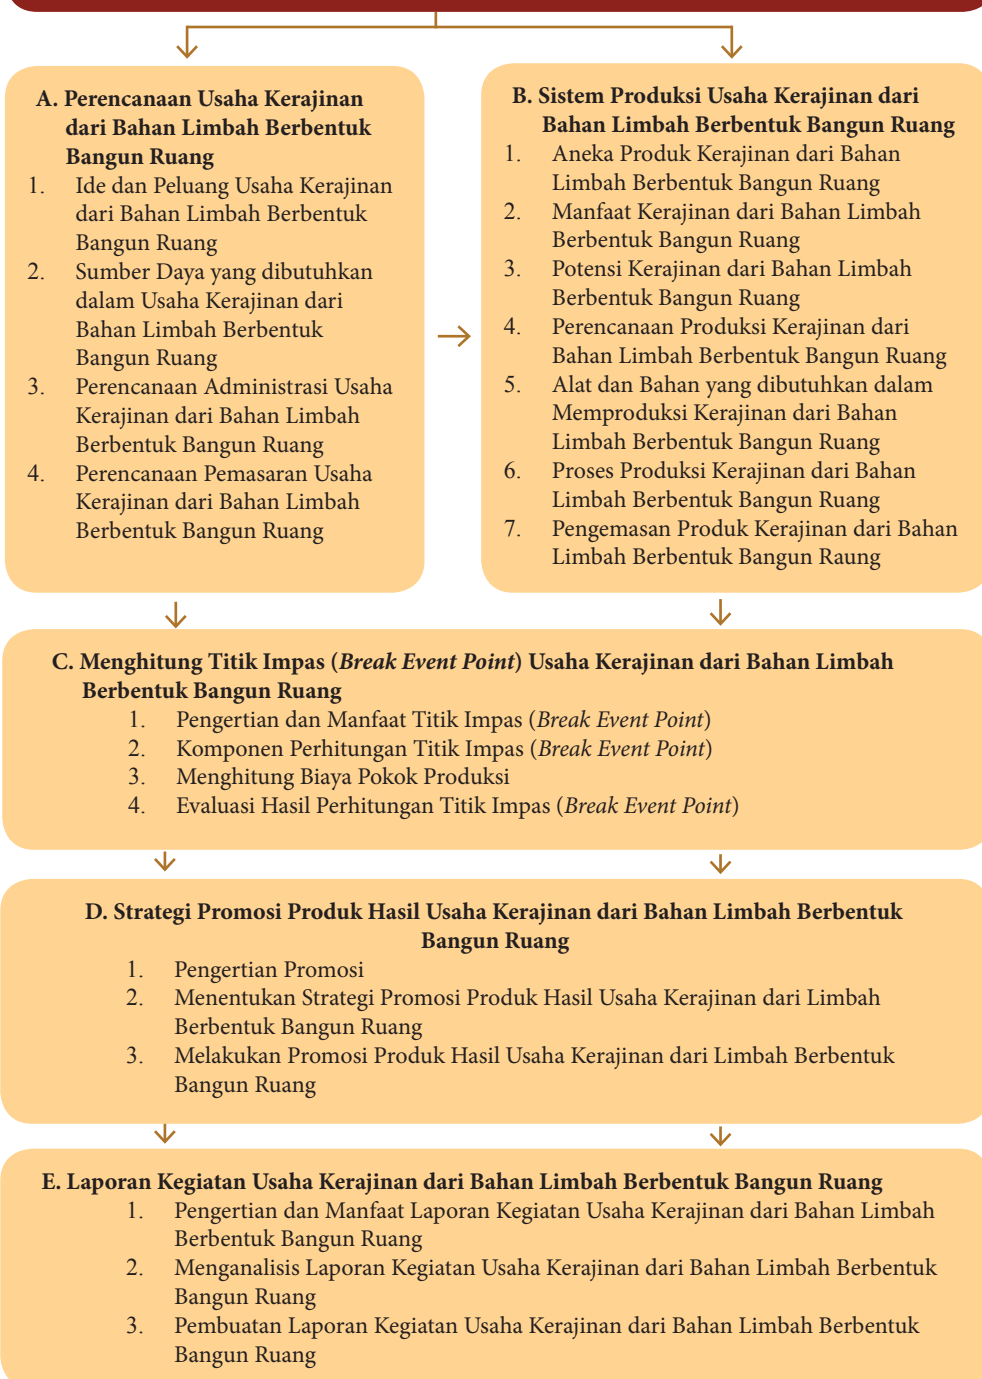 A. Perencanaan Usaha Kerajinan
dari Bahan Limbah Berbentuk
Bangun Ruang
1. Ide dan Peluang Usaha Kerajinan
dari Bahan Limbah Berbentuk
Bangun Ruang
2. Sumber Daya yang dibutuhkan
dalam Usaha Kerajinan dari
Bahan Limbah Berbentuk
Bangun Ruang
3. Perencanaan Administrasi Usaha
Kerajinan dari Bahan Limbah
Berbentuk Bangun Ruang
4. Perencanaan Pemasaran Usaha
Kerajinan dari Bahan Limbah
Berbentuk Bangun Ruang
B. Sistem Produksi Usaha Kerajinan dari
Bahan Limbah Berbentuk Bangun Ruang
1. Aneka Produk Kerajinan dari Bahan
Limbah Berbentuk Bangun Ruang
2. Manfaat Kerajinan dari Bahan Limbah
Berbentuk Bangun Ruang
3. Potensi Kerajinan dari Bahan Limbah
Berbentuk Bangun Ruang
4. Perencanaan Produksi Kerajinan dari
Bahan Limbah Berbentuk Bangun Ruang
5. Alat dan Bahan yang dibutuhkan dalam
Memproduksi Kerajinan dari Bahan
Limbah Berbentuk Bangun Ruang
6. Proses Produksi Kerajinan dari Bahan
Limbah Berbentuk Bangun Ruang
7. Pengemasan Produk Kerajinan dari Bahan
Limbah Berbentuk Bangun Raung
C. Menghitung Titik Impas (Break Event Point) Usaha Kerajinan dari Bahan Limbah
Berbentuk Bangun Ruang
1. Pengertian dan Manfaat Titik Impas (Break Event Point)
2. Komponen Perhitungan Titik Impas (Break Event Point)
3. Menghitung Biaya Pokok Produksi
4. Evaluasi Hasil Perhitungan Titik Impas (Break Event Point)
D. Strategi Promosi Produk Hasil Usaha Kerajinan dari Bahan Limbah Berbentuk
Bangun Ruang
1. Pengertian Promosi
2. Menentukan Strategi Promosi Produk Hasil Usaha Kerajinan dari Limbah
Berbentuk Bangun Ruang
3. Melakukan Promosi Produk Hasil Usaha Kerajinan dari Limbah Berbentuk
Bangun Ruang
E. Laporan Kegiatan Usaha Kerajinan dari Bahan Limbah Berbentuk Bangun Ruang
1. Pengertian dan Manfaat Laporan Kegiatan Usaha Kerajinan dari Bahan Limbah
Berbentuk Bangun Ruang
2. Menganalisis Laporan Kegiatan Usaha Kerajinan dari Bahan Limbah Berbentuk
Bangun Ruang
3. Pembuatan Laporan Kegiatan Usaha Kerajinan dari Bahan Limbah Berbentuk
Bangun Ruang